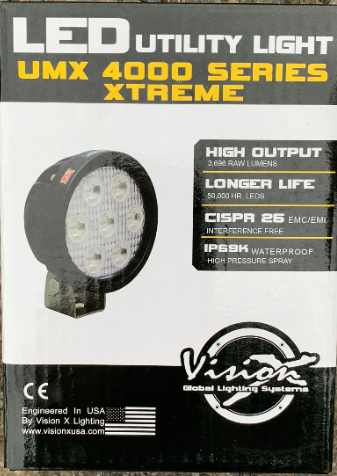 LED UTILITY LIGHT
UMX 4000 SERIES
XTREME
HIGH OUTPUT
3,696 RAW LUMENS
LONGER LIFE
50,000 HR. LEDS
CISPR 25 EMC/EMI
INTERFERENCE FREE
IP69K WATERPROOF
HIGH PRESSURE SPRAY
Vision X
Global Lighting Systems
CE
Engineered In USA
By Vision X Lighting
www.visionxusa.com